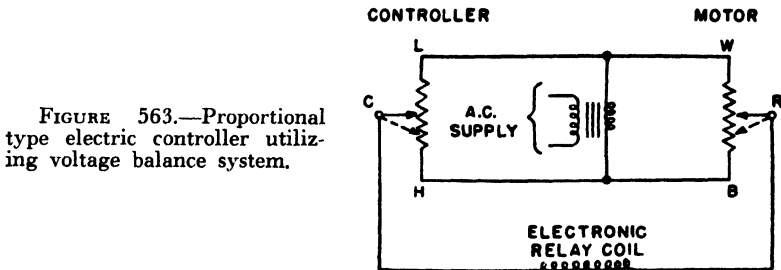 FIGURE 563.—Proportional
type electric controller utiliz-
ing voltage balance system.
CONTROLLER MOTOR
L W
C R
A.C.
SUPPLY
H B
ELECTRONIC
RELAY COIL